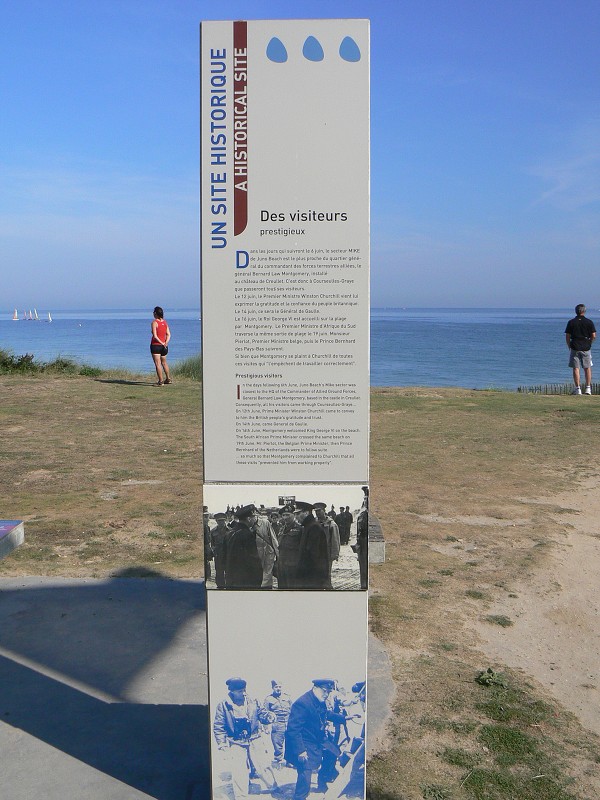 UN SITE HISTORIQUE
A HISTORICAL SITE
Des visiteurs
prestigieux
Dans les jours qui suivirent le 6 juin, le secteur MIKE
de Juno Beach est le plus proche du quartier géné-
ral du commandant des forces terrestres alliées, le
général Bernard Law Montgomery, installé
au château de Creullet. C'est donc à Courseulles-Graye
que passeront tous ses visiteurs.
Le 12 juin, le Premier Ministre Winston Churchill vient lui
exprimer la gratitude et la confiance du peuple britannique.
Le 14 juin, ce sera le Général de Gaulle.
Le 16 juin, le Roi George VI est accueilli sur la plage
par Montgomery. Le Premier Ministre d'Afrique du Sud
traverse la même sortie de plage le 19 juin. Monsieur
Pierlot, Premier Ministre belge, puis le Prince Bernhard
des Pays-Bas suivront.
Si bien que Montgomery se plaint à Churchill de toutes
ces visites qui "l'empêchent de travailler correctement".
Prestigious visitors
In the days following 6th June, Juno Beach's Mike sector was
closest to the HQ of the Commander of Allied Ground Forces,
General Bernard Law Montgomery, based in the castle in Creullet.
Consequently, all his visitors came through Courseulles-Graye...
On 12th June, Prime Minister Winston Churchill came to convey
to him the British people's gratitude and trust.
On 14th June, came General de Gaulle.
On 16th June, Montgomery welcomed King George VI on the beach.
The South African Prime Minister crossed the same beach on
19th June. Mr. Pierlot, the Belgian Prime Minister, then Prince
Bernhard of the Netherlands were to follow suite.
... so much so that Montgomery complained to Churchill that all
these visits "prevented him from working properly".